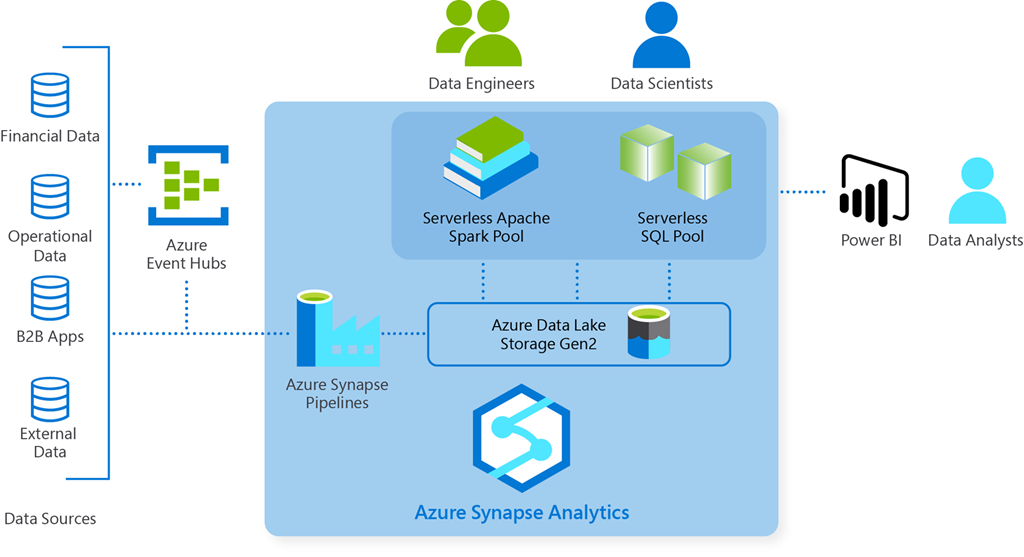 Data Engineers
Data Scientists
Financial Data
Operational
Data
B2B Apps
External
Data
Data Sources
Azure
Event Hubs
Serverless Apache
Spark Pool
Serverless
SQL Pool
Azure Synapse
Pipelines
Azure Data Lake
Storage Gen2
Azure Synapse Analytics
Power BI
Data Analysts